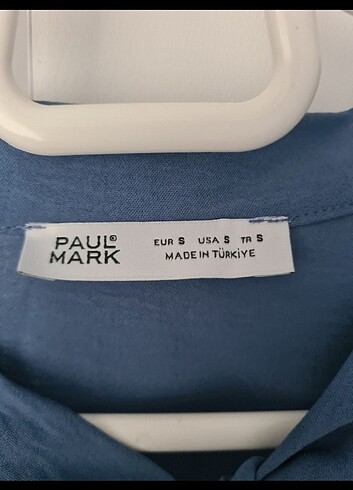 PAUL®
MARK
EUR S USA S TR S
MADE IN TÜRKİYE